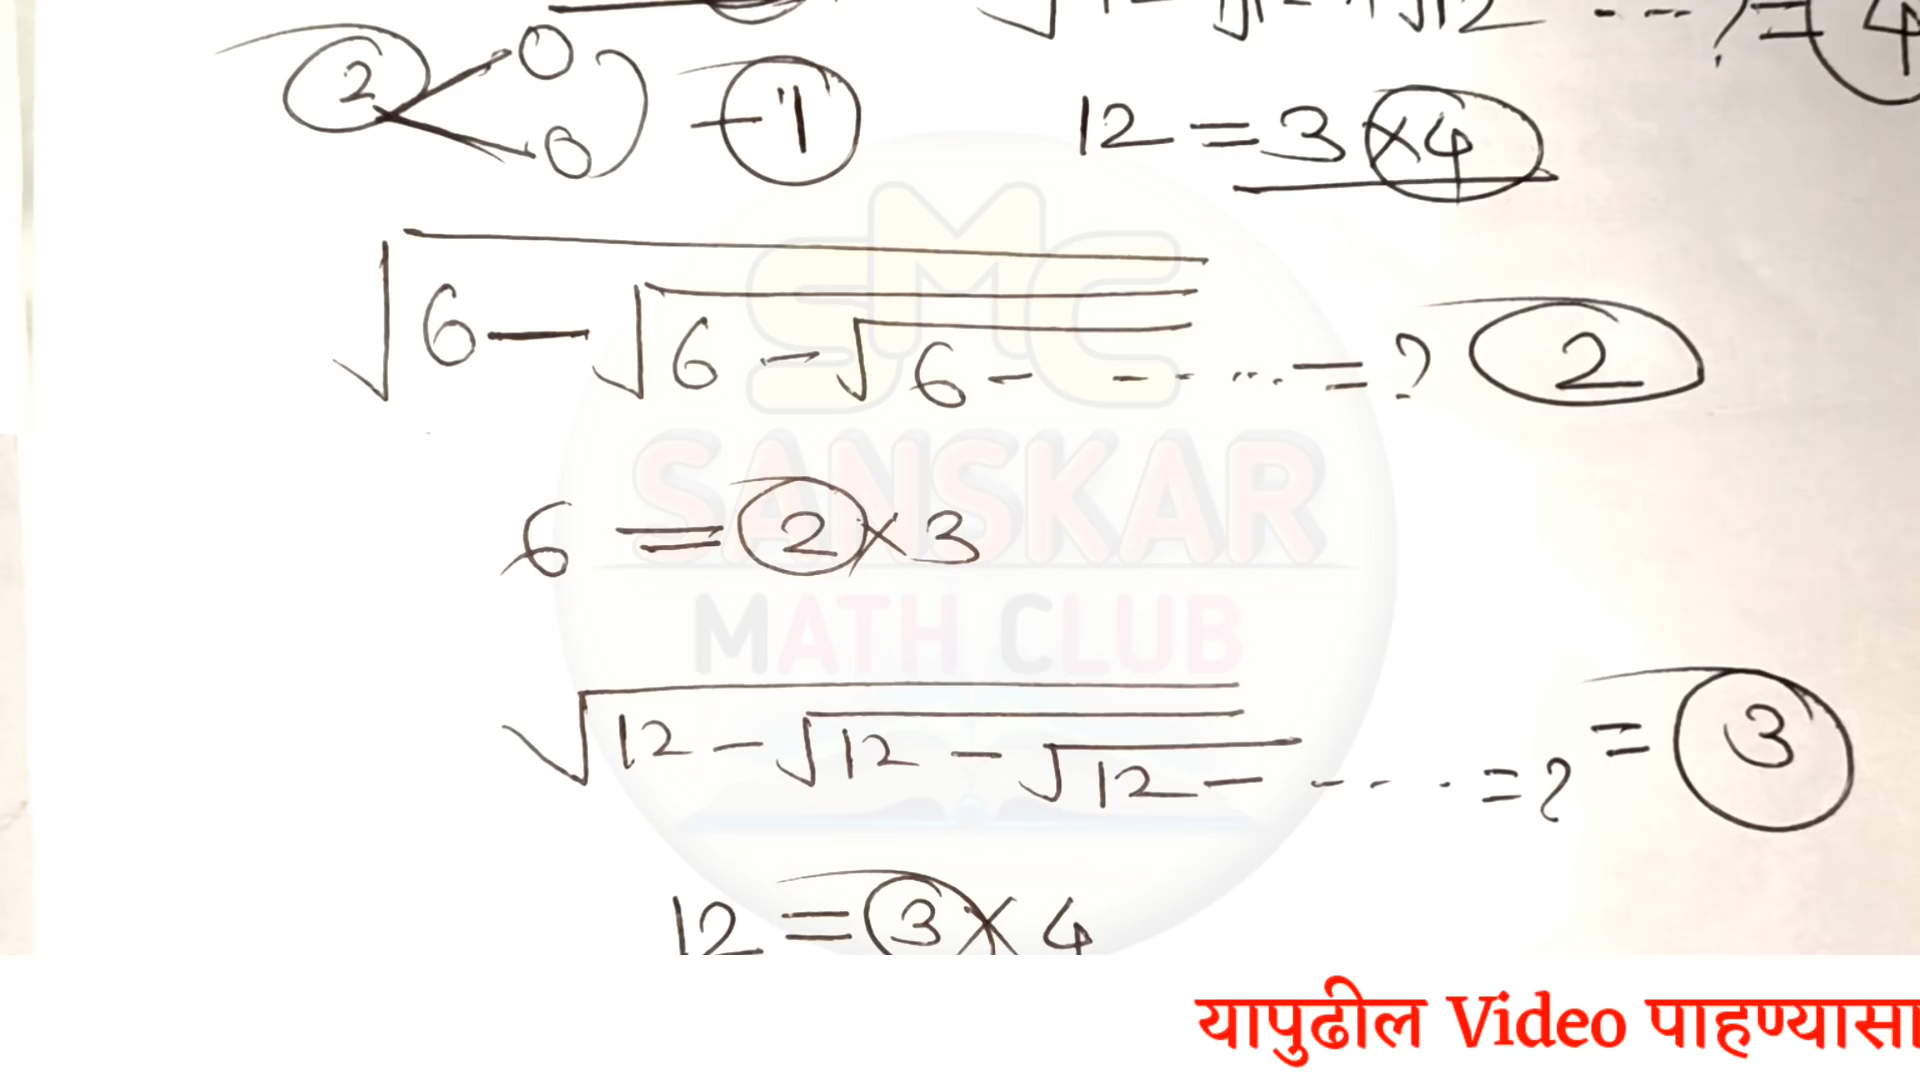 2 0 0 - 1
12 = 3 × 4
√6 - √6 - √6 - - - .... = ? 2
6 = 2 × 3
√12 - √12 - √12 - - - - . = ? = 3
12 = 3 × 4
SMC
SANSKAR
MATH CLUB
यापुढील Video पाहण्यासा